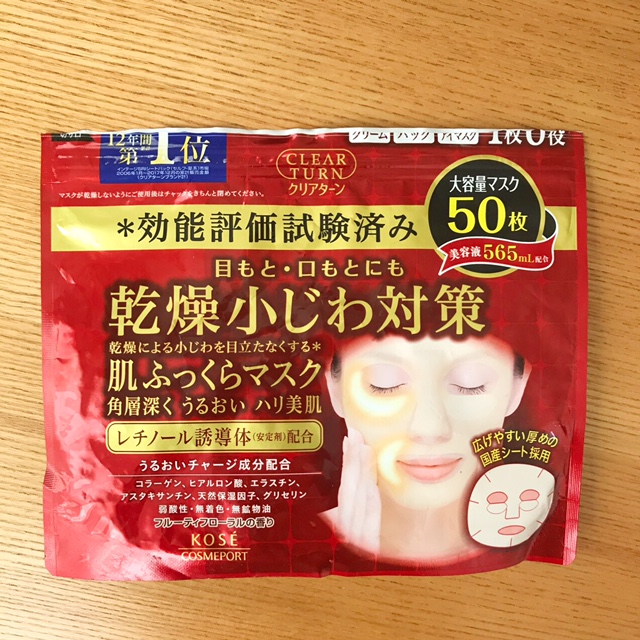 切り口
12年間
第1位
クリーム パック アイマスク 1枚6役
CLEAR
TURN
クリアターン
マスクが乾燥しないようにご使用後はチャックをきちんと閉めてください。
大容量マスク
50枚
美容液565mL配合
*効能評価試験済み
目もと・口もとにも
乾燥小じわ対策
乾燥による小じわを目立たなくする*
肌ふっくらマスク
角層深く うるおい ハリ美肌
レチノール誘導体(安定剤)配合
広げやすい厚めの
国産シート採用
うるおいチャージ成分配合
コラーゲン、ヒアルロン酸、エラスチン、
アスタキサンチン、天然保湿因子、グリセリン
弱酸性・無着色・無鉱物油
フルーティフローラルの香り
KOSÉ
COSMEPORT